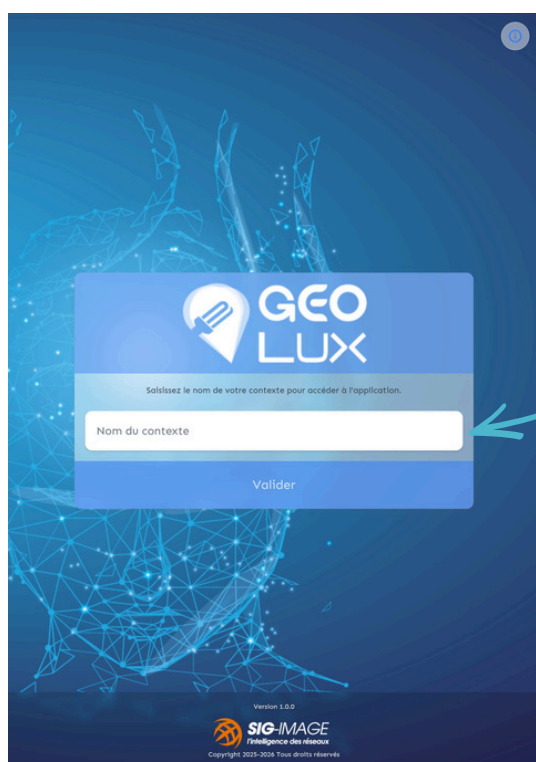 GEO
LUX
Saisissez le nom de votre contexte pour accéder à l'application.
Nom du contexte
Valider
Version 1.0.0
SIG-IMAGE
l'intelligence des réseaux
Copyright 2025-2026 Tous droits réservés